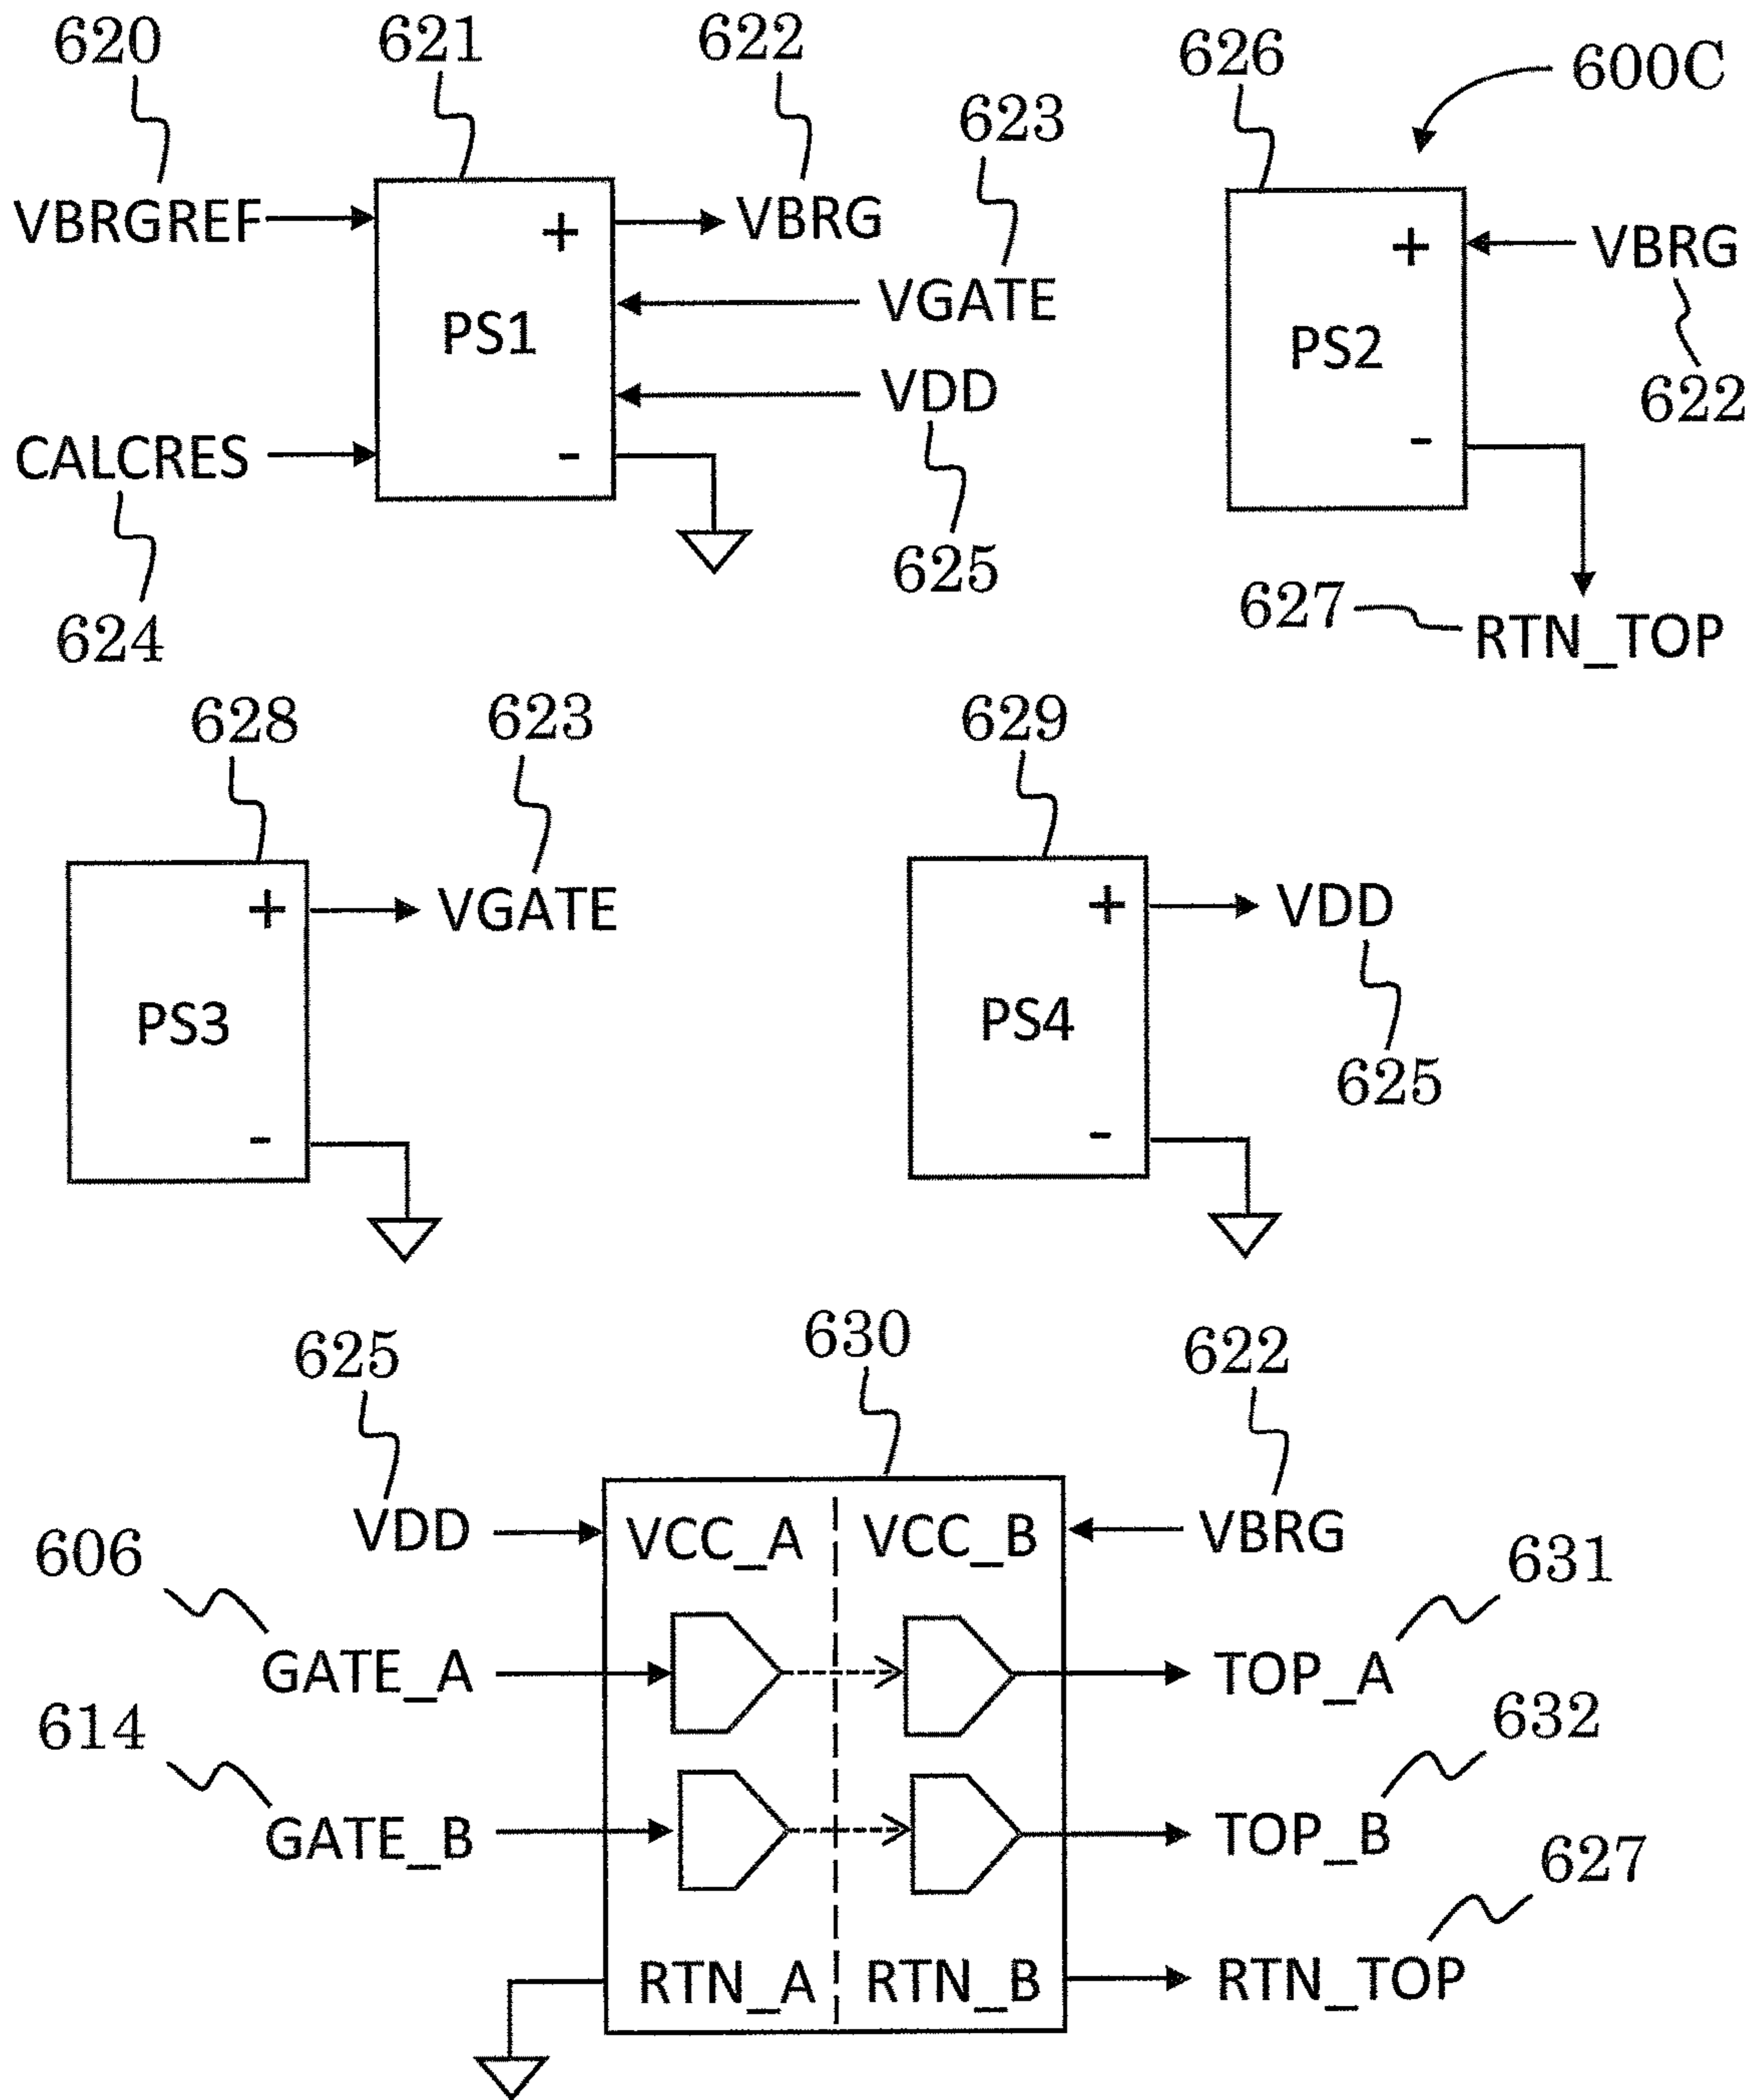 620
621
622
626
600C
623
VBRGREF
+
VBRG
+
VBRG
VGATE
PS1
PS2
VDD
622
CALCRES
-
-
625
624
627
RTN_TOP
628
623
629
+
VGATE
+
VDD
PS3
PS4
625
-
-
625
630
622
VDD
VCC_A
VCC_B
VBRG
606
631
GATE_A
TOP_A
614
632
GATE_B
TOP_B
627
RTN_A
RTN_B
RTN_TOP